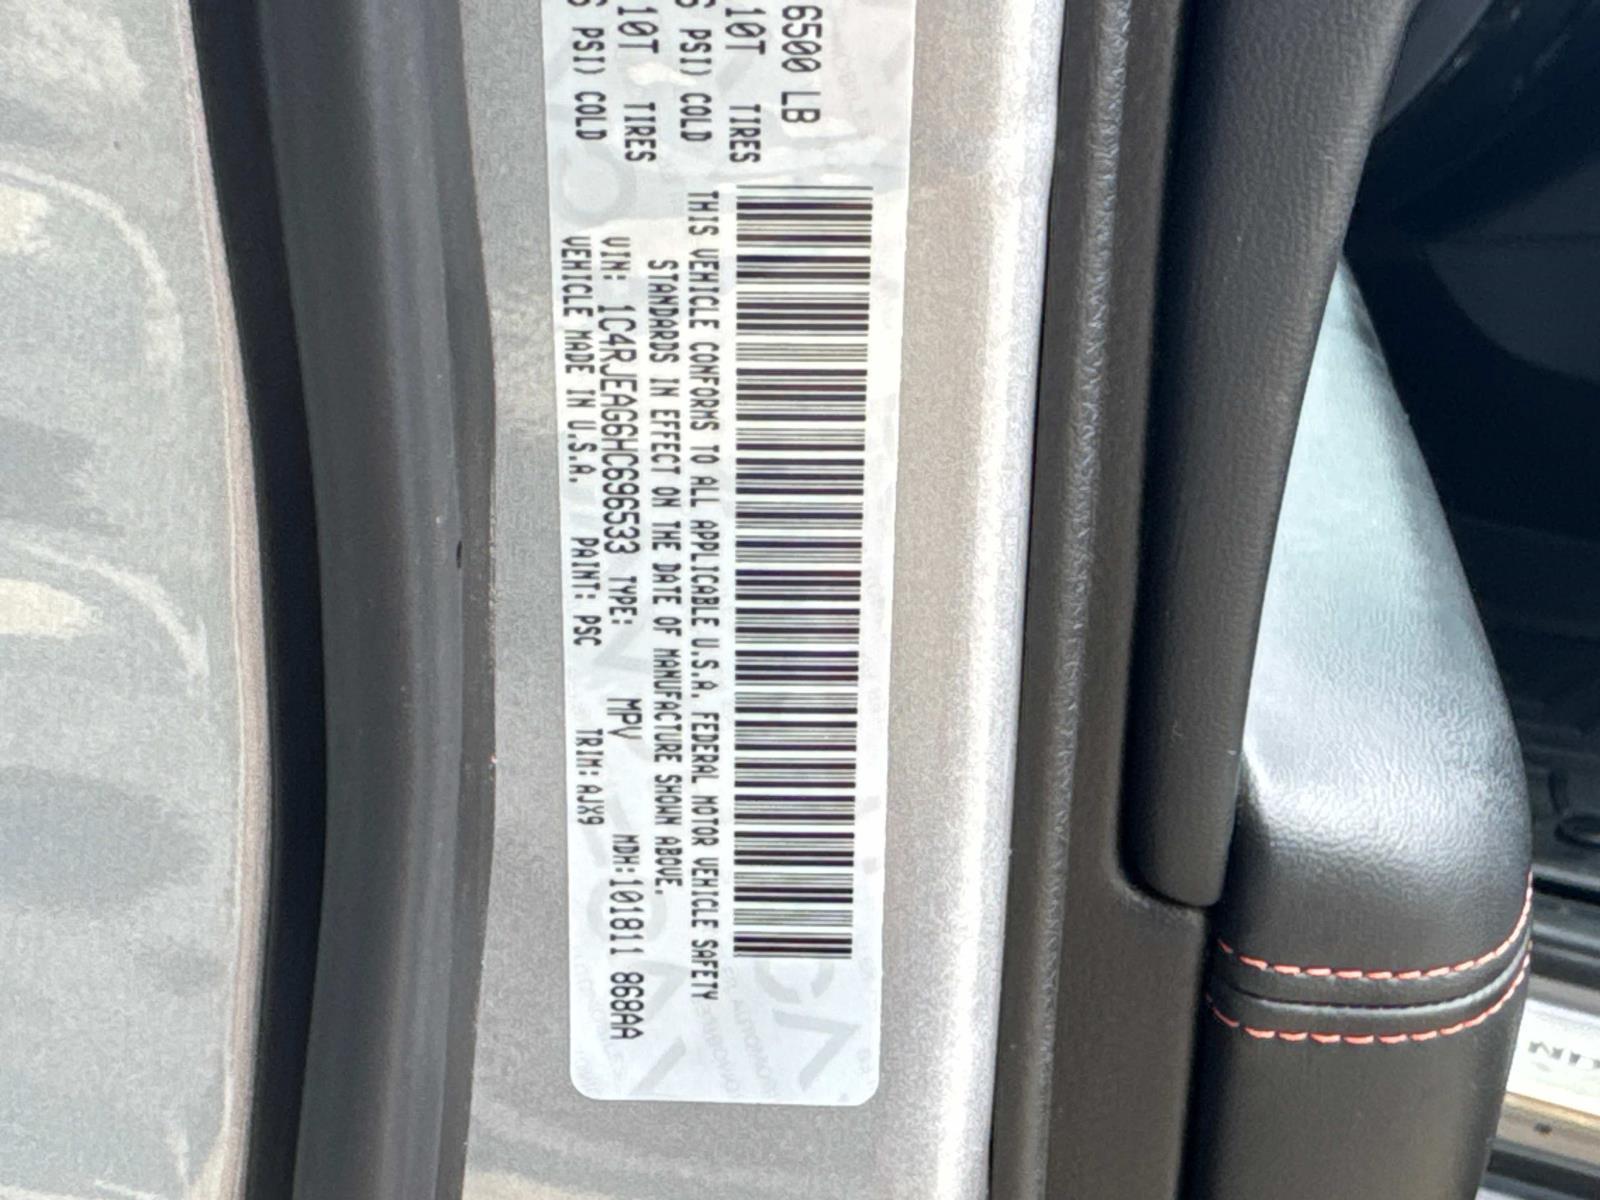 6500 LB
10T TIRES
PSI) COLD
10T TIRES
PSI) COLD
THIS VEHICLE CONFORMS TO ALL APPLICABLE U.S.A. FEDERAL MOTOR VEHICLE SAFETY
STANDARDS IN EFFECT ON THE DATE OF MANUFACTURE SHOWN ABOVE.
VIN: 1C4RJEAG6HC696533 TYPE: MPV MDH:101811 868AA
VEHICLE MADE IN U.S.A. PAINT: PSC TRIM: AJX9